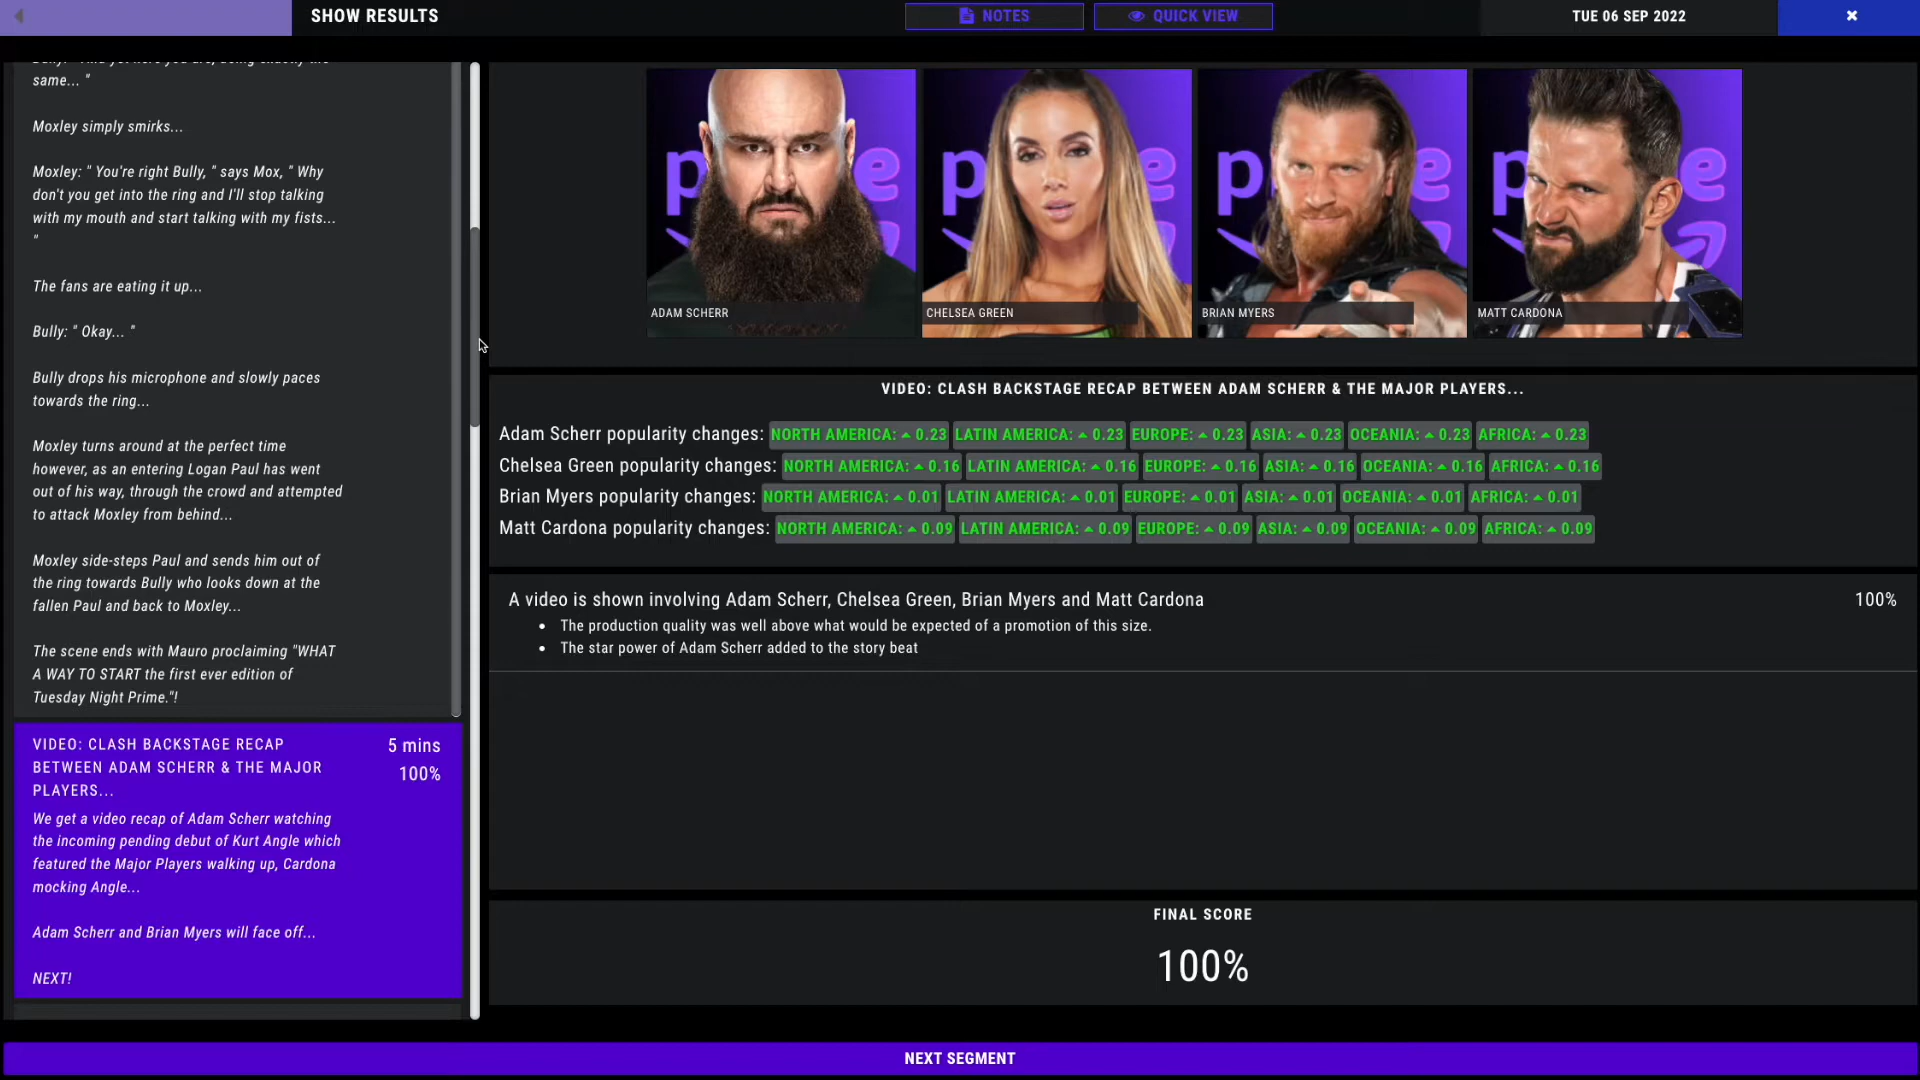 SHOW RESULTS
NOTES
QUICK VIEW
TUE 06 SEP 2022
same... "
Moxley simply smirks...
Moxley: " You're right Bully, " says Mox, " Why
don't you get into the ring and I'll stop talking
with my mouth and start talking with my fists...
"
The fans are eating it up...
Bully: " Okay... "
Bully drops his microphone and slowly paces
towards the ring...
Moxley turns around at the perfect time
however, as an entering Logan Paul has went
out of his way, through the crowd and attempted
to attack Moxley from behind...
Moxley side-steps Paul and sends him out of
the ring towards Bully who looks down at the
fallen Paul and back to Moxley...
The scene ends with Mauro proclaiming "WHAT
A WAY TO START the first ever edition of
Tuesday Night Prime."!
VIDEO: CLASH BACKSTAGE RECAP
BETWEEN ADAM SCHERR & THE MAJOR
PLAYERS...
5 mins
100%
We get a video recap of Adam Scherr watching
the incoming pending debut of Kurt Angle which
featured the Major Players walking up, Cardona
mocking Angle...
Adam Scherr and Brian Myers will face off...
NEXT!
ADAM SCHERR
CHELSEA GREEN
BRIAN MYERS
MATT CARDONA
VIDEO: CLASH BACKSTAGE RECAP BETWEEN ADAM SCHERR & THE MAJOR PLAYERS...
Adam Scherr popularity changes: NORTH AMERICA: 0.23 LATIN AMERICA: 0.23 EUROPE: 0.23 ASIA: 0.23 OCEANIA: 0.23 AFRICA: 0.23
Chelsea Green popularity changes: NORTH AMERICA: 0.16 LATIN AMERICA: 0.16 EUROPE: 0.16 ASIA: 0.16 OCEANIA: 0.16 AFRICA: 0.16
Brian Myers popularity changes: NORTH AMERICA: 0.01 LATIN AMERICA: 0.01 EUROPE: 0.01 ASIA: 0.01 OCEANIA: 0.01 AFRICA: 0.01
Matt Cardona popularity changes: NORTH AMERICA: 0.09 LATIN AMERICA: 0.09 EUROPE: 0.09 ASIA: 0.09 OCEANIA: 0.09 AFRICA: 0.09
A video is shown involving Adam Scherr, Chelsea Green, Brian Myers and Matt Cardona 100%
• The production quality was well above what would be expected of a promotion of this size.
• The star power of Adam Scherr added to the story beat
FINAL SCORE
100%
NEXT SEGMENT